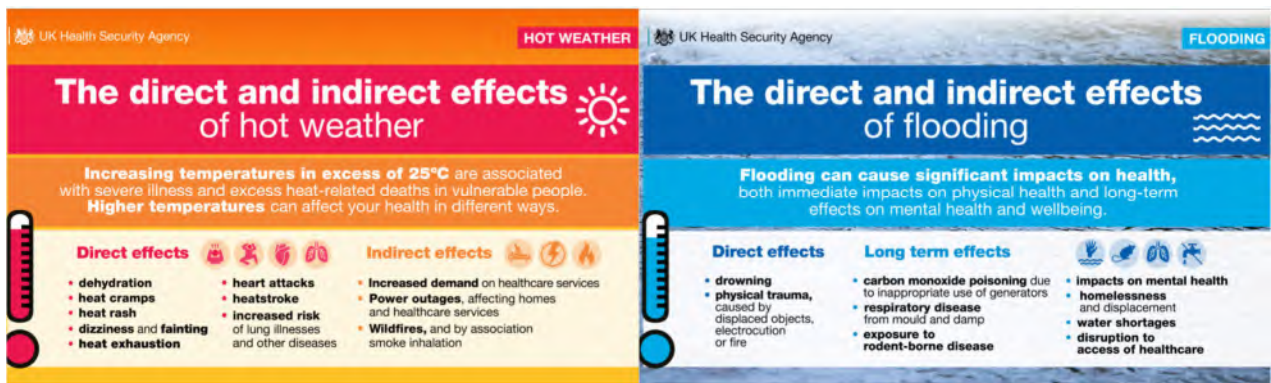 UK Health Security Agency
HOT WEATHER
The direct and indirect effects
of hot weather
Increasing temperatures in excess of 25ºC are associated
with severe illness and excess heat-related deaths in vulnerable people.
Higher temperatures can affect your health in different ways.
Direct effects
• dehydration
• heat cramps
• heat rash
• dizziness and fainting
• heat exhaustion
• heart attacks
• heatstroke
• increased risk
of lung illnesses
and other diseases
Indirect effects
• Increased demand on healthcare services
• Power outages, affecting homes
and healthcare services
• Wildfires, and by association
smoke inhalation
UK Health Security Agency
FLOODING
The direct and indirect effects
of flooding
Flooding can cause significant impacts on health,
both immediate impacts on physical health and long-term
effects on mental health and wellbeing.
Direct effects
• drowning
• physical trauma,
caused by
displaced objects,
electrocution
or fire
Long term effects
• carbon monoxide poisoning due
to inappropriate use of generators
• respiratory disease
from mould and damp
• exposure to
rodent-borne disease
• impacts on mental health
• homelessness
and displacement
• water shortages
• disruption to
access of healthcare